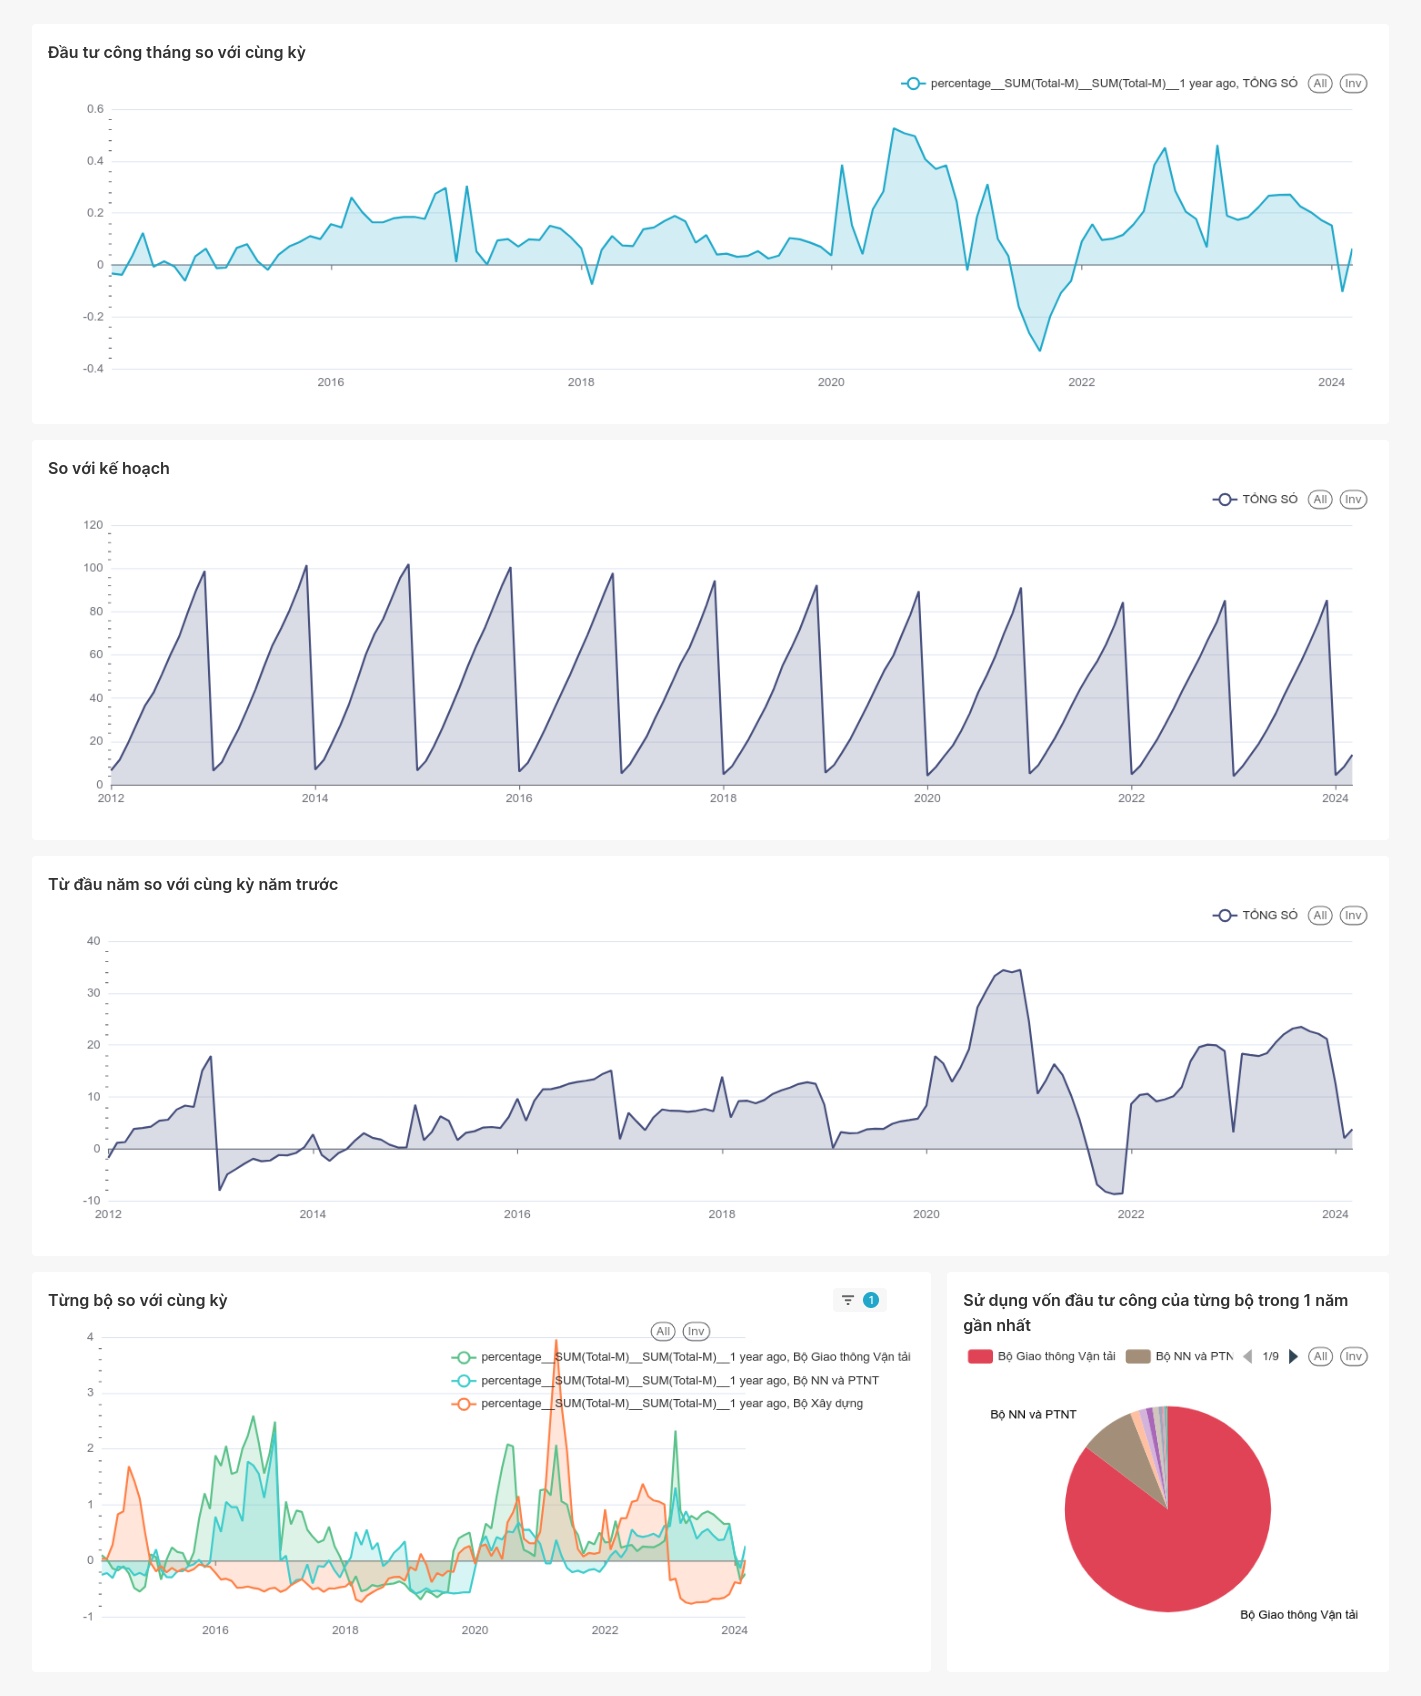 Đầu tư công tháng so với cùng kỳ
percentage__SUM(Total-M)__SUM(Total-M)__1 year ago, TỔNG SỐ All Inv
0.6
0.4
0.2
0
-0.2
-0.4
2016 2018 2020 2022 2024
So với kế hoạch
TỔNG SỐ All Inv
120
100
80
60
40
20
0
2012 2014 2016 2018 2020 2022 2024
Từ đầu năm so với cùng kỳ năm trước
TỔNG SỐ All Inv
40
30
20
10
0
-10
2012 2014 2016 2018 2020 2022 2024
Từng bộ so với cùng kỳ 1
All Inv
percentage__SUM(Total-M)__SUM(Total-M)__1 year ago, Bộ Giao thông Vận tải
percentage__SUM(Total-M)__SUM(Total-M)__1 year ago, Bộ NN và PTNT
percentage__SUM(Total-M)__SUM(Total-M)__1 year ago, Bộ Xây dựng
4
3
2
1
0
-1
2016 2018 2020 2022 2024
Sử dụng vốn đầu tư công của từng bộ trong 1 năm
gần nhất
Bộ Giao thông Vận tải Bộ NN và PTN 1/9 All Inv
Bộ NN và PTNT
Bộ Giao thông Vận tải